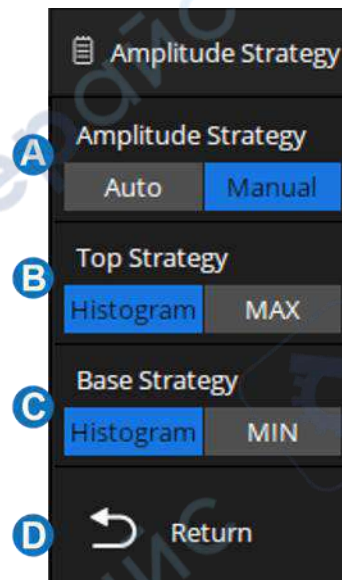 Amplitude Strategy
A
Amplitude Strategy
Auto Manual
B
Top Strategy
Histogram MAX
C
Base Strategy
Histogram MIN
D
Return